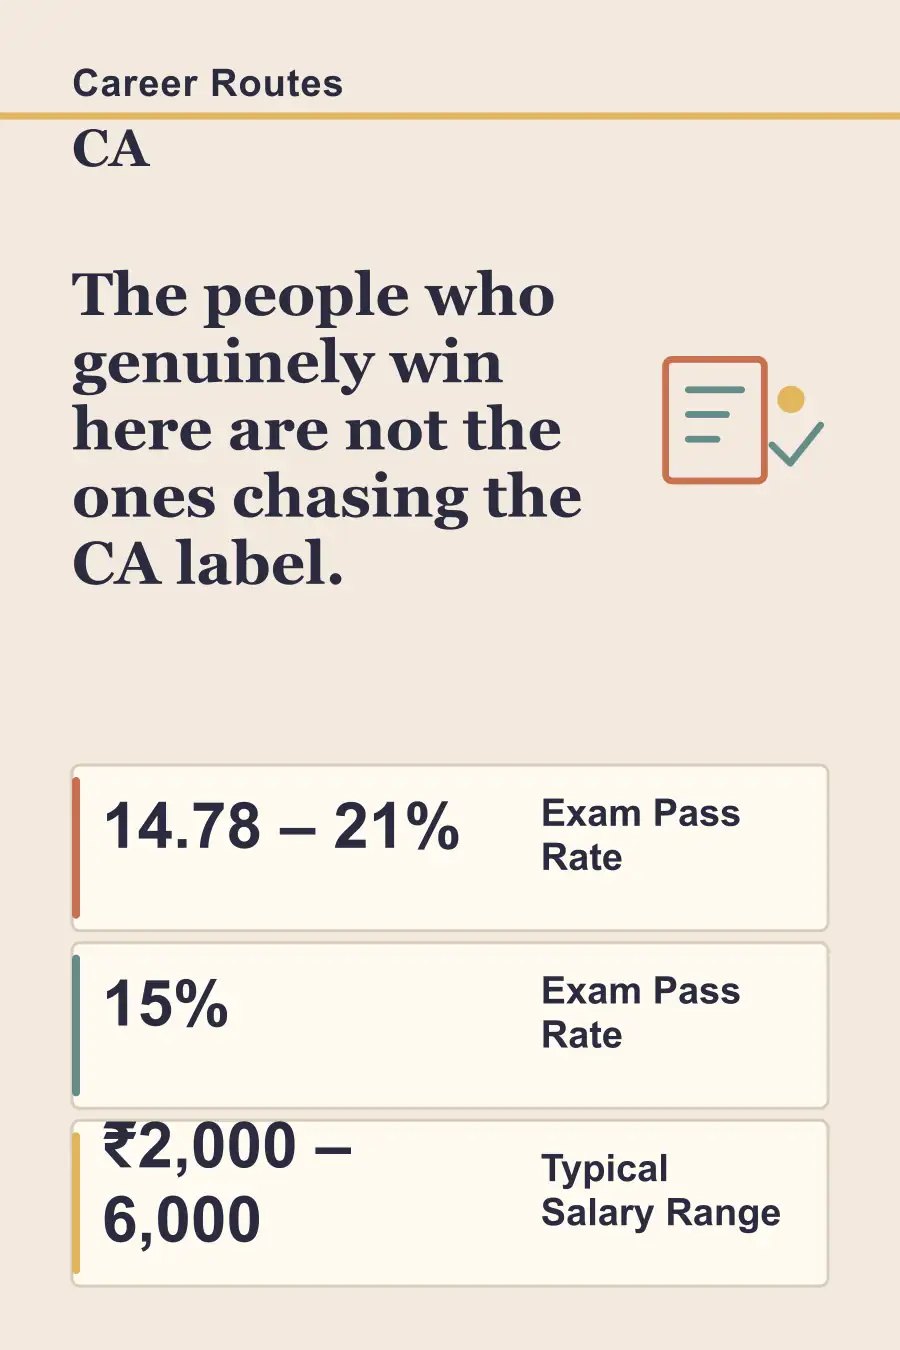 Career Routes
CA
The people who
genuinely win
here are not the
ones chasing the
CA label.
14.78 – 21%
Exam Pass
Rate
15%
Exam Pass
Rate
₹2,000 –
6,000
Typical
Salary Range